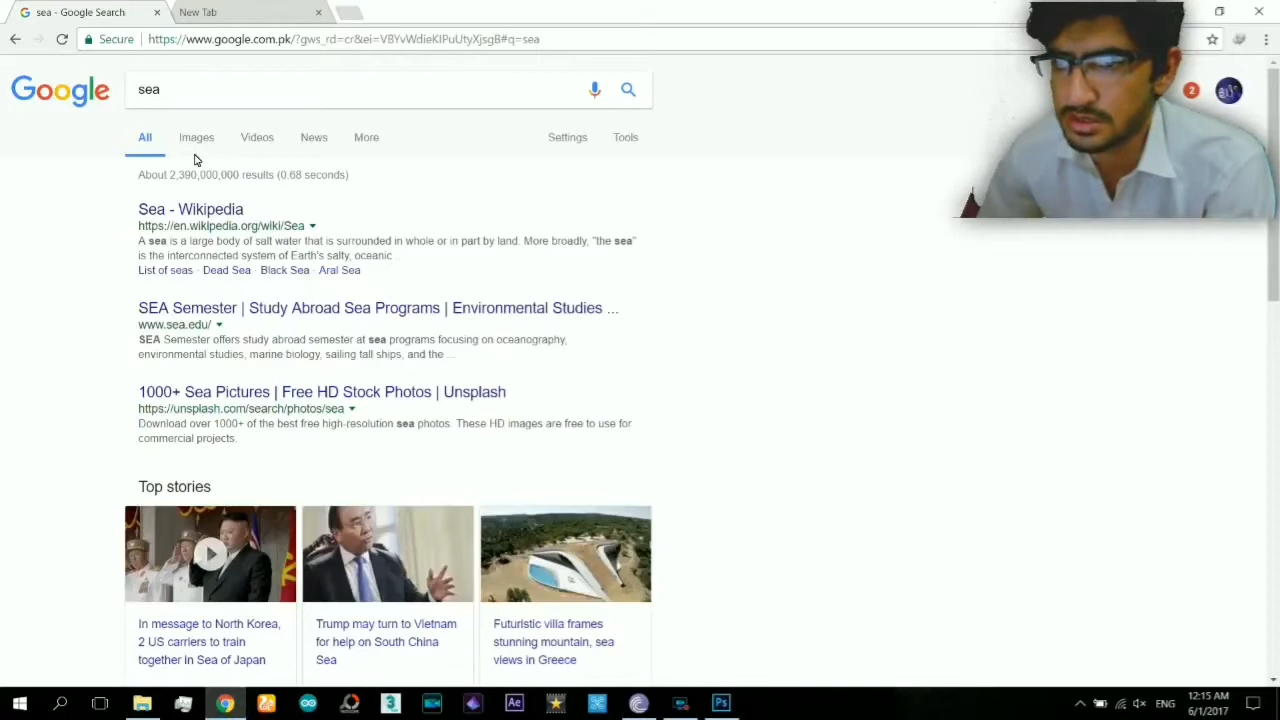 sea - Google Search
New Tab
Secure
https://www.google.com.pk/?gws_rd=cr&ei=VBYvWdieKIPuUtyXjsgB#q=sea
Google
sea
2
All
Images
Videos
News
More
Settings
Tools
About 2,390,000,000 results (0.68 seconds)
Sea - Wikipedia
https://en.wikipedia.org/wiki/Sea
A sea is a large body of salt water that is surrounded in whole or in part by land. More broadly, "the sea"
is the interconnected system of Earth's salty, oceanic ...
List of seas · Dead Sea · Black Sea · Aral Sea
SEA Semester | Study Abroad Sea Programs | Environmental Studies ...
www.sea.edu/
SEA Semester offers study abroad semester at sea programs focusing on oceanography,
environmental studies, marine biology, sailing tall ships, and the ...
1000+ Sea Pictures | Free HD Stock Photos | Unsplash
https://unsplash.com/search/photos/sea
Download over 1000+ of the best free high-resolution sea photos. These HD images are free to use for
commercial projects.
Top stories
In message to North Korea,
2 US carriers to train
together in Sea of Japan
Trump may turn to Vietnam
for help on South China
Sea
Futuristic villa frames
stunning mountain, sea
views in Greece
3
Ae
Ps
ENG
12:15 AM
6/1/2017